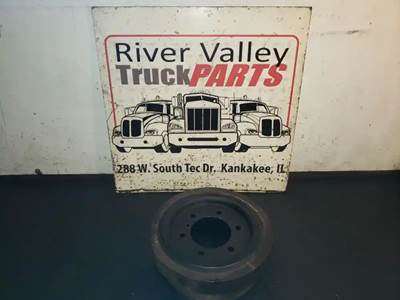 River Valley
TruckPARTS
288 W. South Tec Dr, Kankakee, IL